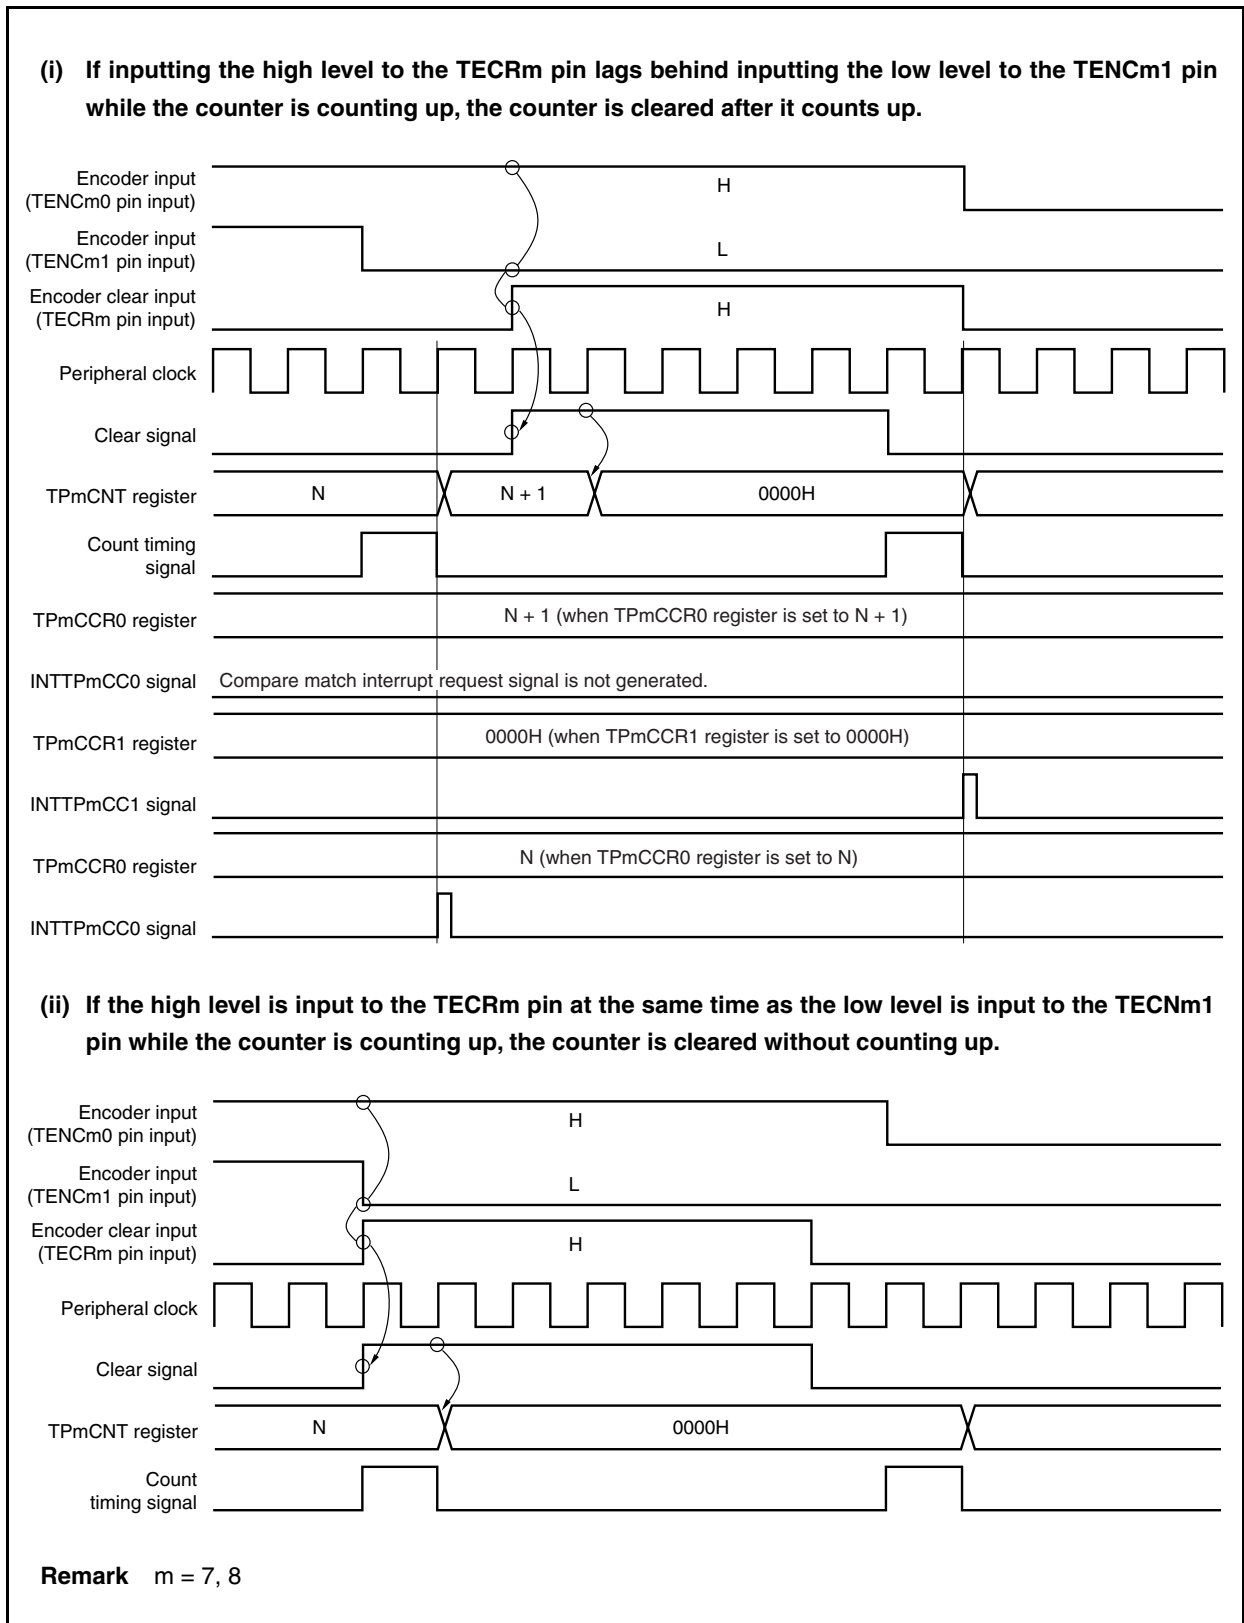 (i) If inputting the high level to the TECRm pin lags behind inputting the low level to the TENCm1 pin
while the counter is counting up, the counter is cleared after it counts up.
Encoder input
(TENCm0 pin input)
H
Encoder input
(TENCm1 pin input)
L
Encoder clear input
(TECRm pin input)
H
Peripheral clock
Clear signal
TPmCNT register
N
N + 1
0000H
Count timing
signal
TPmCCR0 register
N + 1 (when TPmCCR0 register is set to N + 1)
INTTPmCC0 signal
Compare match interrupt request signal is not generated.
TPmCCR1 register
0000H (when TPmCCR1 register is set to 0000H)
INTTPmCC1 signal
TPmCCR0 register
N (when TPmCCR0 register is set to N)
INTTPmCC0 signal
(ii) If the high level is input to the TECRm pin at the same time as the low level is input to the TECNm1
pin while the counter is counting up, the counter is cleared without counting up.
Encoder input
(TENCm0 pin input)
H
Encoder input
(TENCm1 pin input)
L
Encoder clear input
(TECRm pin input)
H
Peripheral clock
Clear signal
TPmCNT register
N
0000H
Count
timing signal
Remark m = 7, 8